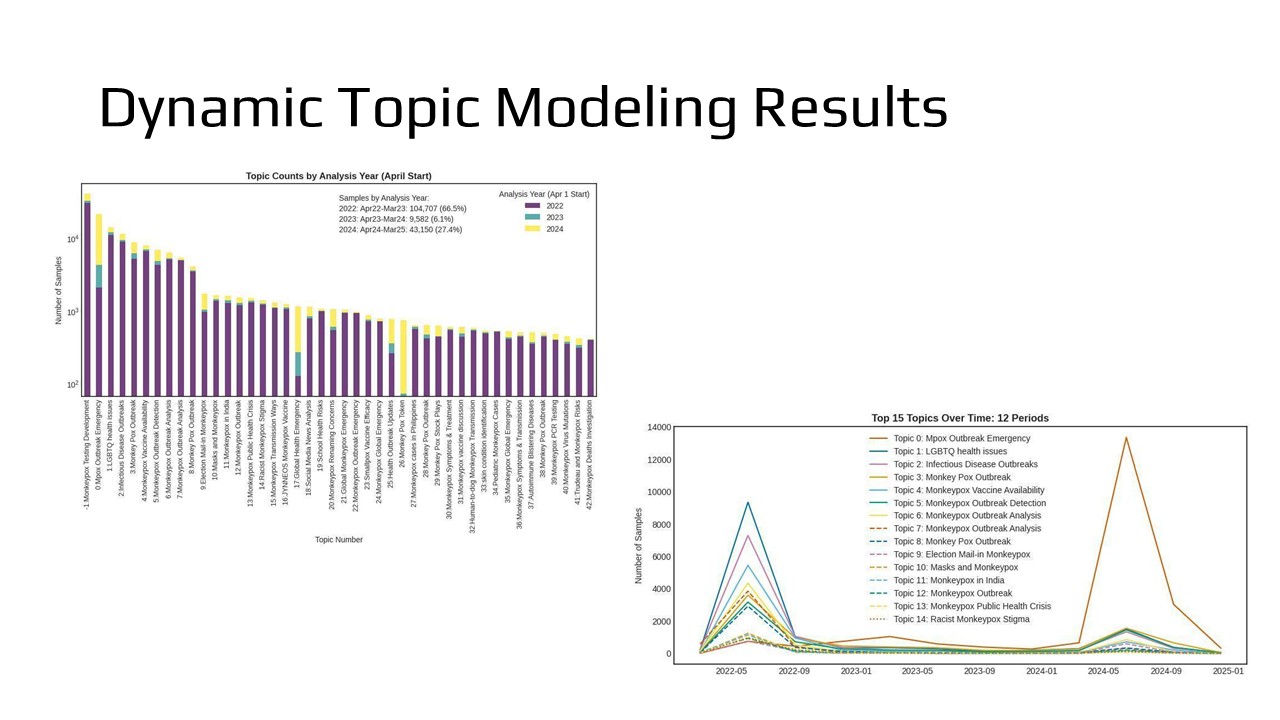 Dynamic Topic Modeling Results
Topic Counts by Analysis Year (April Start)
Samples by Analysis Year:
2022: Apr22-Mar23: 104,707 (66.5%)
2023: Apr23-Mar24: 9,582 (6.1%)
2024: Apr24-Mar25: 43,150 (27.4%)
Analysis Year (Apr 1 Start)
2022
2023
2024
Number of Samples
10⁴
10³
10²
-1:Monkeypox Testing Development
0:Mpox Outbreak Emergency
1:LGBTQ health issues
2:Infectious Disease Outbreaks
3:Monkey Pox Outbreak
4:Monkeypox Vaccine Availability
5:Monkeypox Outbreak Detection
6:Monkeypox Outbreak Analysis
7:Monkeypox Outbreak Analysis
8:Monkey Pox Outbreak
9:Election Mail-in Monkeypox
10:Masks and Monkeypox
11:Monkeypox in India
12:Monkeypox Outbreak
13:Monkeypox Public Health Crisis
14:Racist Monkeypox Stigma
15:Monkeypox Transmission Ways
16:JYNNEOS Monkeypox Vaccine
17:Global Health Emergency
18:Social Media News Analysis
19:School Health Risks
20:Monkeypox Renaming Concerns
21:Global Monkeypox Emergency
22:Monkeypox Outbreak Emergency
23:Smallpox Vaccine Efficacy
24:Monkeypox Global Emergency
25:Health Outbreak Updates
26:Monkey Pox Token
27:Monkeypox cases in Philippines
28:Monkey Pox Outbreak
29:Monkey Pox Stock Plays
30:Monkeypox Symptoms & Treatment
31:Monkeypox vaccine discussion
32:Human-to-dog Monkeypox Transmission
33:skin condition identification
34:Pediatric Monkeypox Cases
35:Monkeypox Global Emergency
36:Monkeypox Symptoms & Transmission
37:Autoimmune Blistering Diseases
38:Monkey Pox Outbreak
39:Monkeypox PCR Testing
40:Monkeypox Virus Mutations
41:Trudeau and Monkeypox Risks
42:Monkeypox Deaths Investigation
Topic Number
Top 15 Topics Over Time: 12 Periods
Topic 0: Mpox Outbreak Emergency
Topic 1: LGBTQ health issues
Topic 2: Infectious Disease Outbreaks
Topic 3: Monkey Pox Outbreak
Topic 4: Monkeypox Vaccine Availability
Topic 5: Monkeypox Outbreak Detection
Topic 6: Monkeypox Outbreak Analysis
Topic 7: Monkeypox Outbreak Analysis
Topic 8: Monkey Pox Outbreak
Topic 9: Election Mail-in Monkeypox
Topic 10: Masks and Monkeypox
Topic 11: Monkeypox in India
Topic 12: Monkeypox Outbreak
Topic 13: Monkeypox Public Health Crisis
Topic 14: Racist Monkeypox Stigma
Number of Samples
14000
12000
10000
8000
6000
4000
2000
0
2022-05 2022-09 2023-01 2023-05 2023-09 2024-01 2024-05 2024-09 2025-01